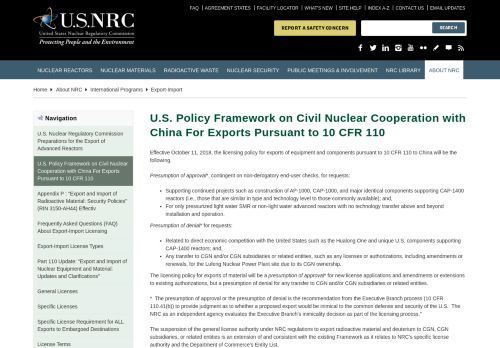 FAQ | AGREEMENT STATES | FACILITY LOCATOR | WHAT'S NEW | SITE HELP | INDEX A-Z | CONTACT US | EMAIL UPDATES
U.S.NRC
United States Nuclear Regulatory Commission
Protecting People and the Environment
REPORT A SAFETY CONCERN
SEARCH
NUCLEAR REACTORS
NUCLEAR MATERIALS
RADIOACTIVE WASTE
NUCLEAR SECURITY
PUBLIC MEETINGS & INVOLVEMENT
NRC LIBRARY
ABOUT NRC
Home ▸ About NRC ▸ International Programs ▸ Export-Import
Navigation
U.S. Nuclear Regulatory Commission
Preparations for the Export of
Advanced Reactors
U.S. Policy Framework on Civil Nuclear
Cooperation with China For Exports
Pursuant to 10 CFR 110
Appendix P : "Export and Import of
Radioactive Material: Security Policies"
(RIN 3150-AH44) Effectiv
Frequently Asked Questions (FAQ)
About Export-Import Licensing
Export-Import License Types
Part 110 Update: "Export and Import of
Nuclear Equipment and Material:
Updates and Clarifications"
General Licenses
Specific Licenses
Specific License Requirement for ALL
Exports to Embargoed Destinations
License Terms
U.S. Policy Framework on Civil Nuclear Cooperation with
China For Exports Pursuant to 10 CFR 110
Effective October 11, 2018, the licensing policy for exports of equipment and components pursuant to 10 CFR 110 to China will be the
following.
Presumption of approval*, contingent on non-derogatory end-user checks, for requests:
• Supporting continued projects such as construction of AP-1000, CAP-1000, and major identical components supporting CAP-1400
reactors (i.e., those that are similar in type and technology level to those commonly available); and,
• For only pressurized light water SMR or non-light water advanced reactors with no technology transfer above and beyond
installation and operation.
Presumption of denial* for requests:
• Related to direct economic competition with the United States such as the Hualong One and unique U.S. components supporting
CAP-1400 reactors; and,
• Any transfer to CGN and/or CGN subsidiaries or related entities, such as any licenses or authorizations, including amendments or
renewals, for the Lufeng Nuclear Power Plant site due to its CGN ownership.
The licensing policy for exports of material will be a presumption of approval* for new license applications and amendments or extensions
to existing authorizations, but a presumption of denial for any transfer to CGN and/or CGN subsidiaries or related entities.
* The presumption of approval or the presumption of denial is the recommendation from the Executive Branch process (10 CFR
110.41(b)) to provide judgment as to whether a proposed export would be inimical to the common defense and security of the U.S. The
NRC as an independent agency evaluates the Executive Branch's inimicality decision as part of the licensing process."
The suspension of the general license authority under NRC regulations to export radioactive material and deuterium to CGN, CGN
subsidiaries, or related entities is an extension of and consistent with the existing Framework as it relates to NRC's specific license
authority and the Department of Commerce's Entity List.